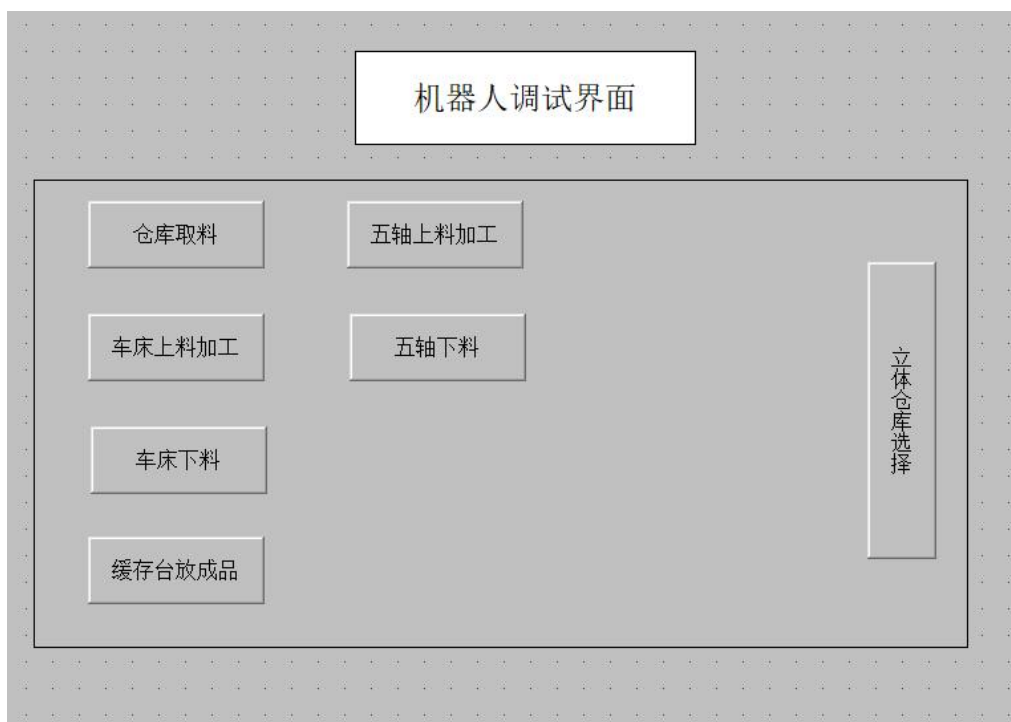 机器人调试界面
仓库取料
五轴上料加工
车床上料加工
五轴下料
车床下料
缓存台放成品
立体仓库选择